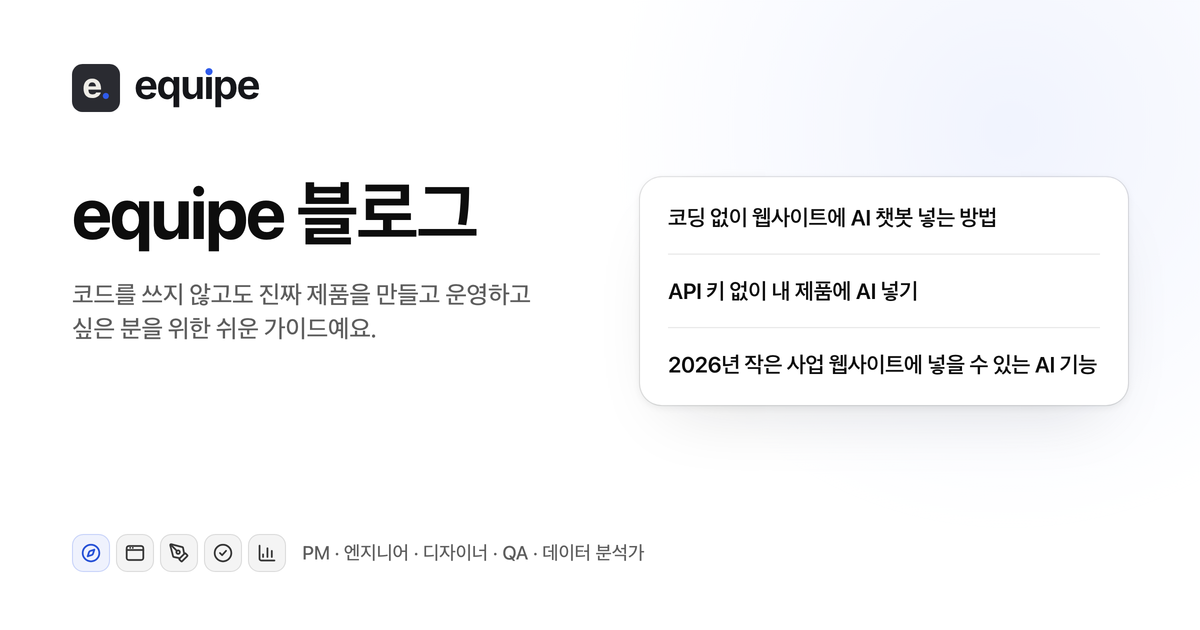 e.
equipe
equipe 블로그
코드를 쓰지 않고도 진짜 제품을 만들고 운영하고
싶은 분을 위한 쉬운 가이드예요.
코딩 없이 웹사이트에 AI 챗봇 넣는 방법
API 키 없이 내 제품에 AI 넣기
2026년 작은 사업 웹사이트에 넣을 수 있는 AI 기능
PM · 엔지니어 · 디자이너 · QA · 데이터 분석가